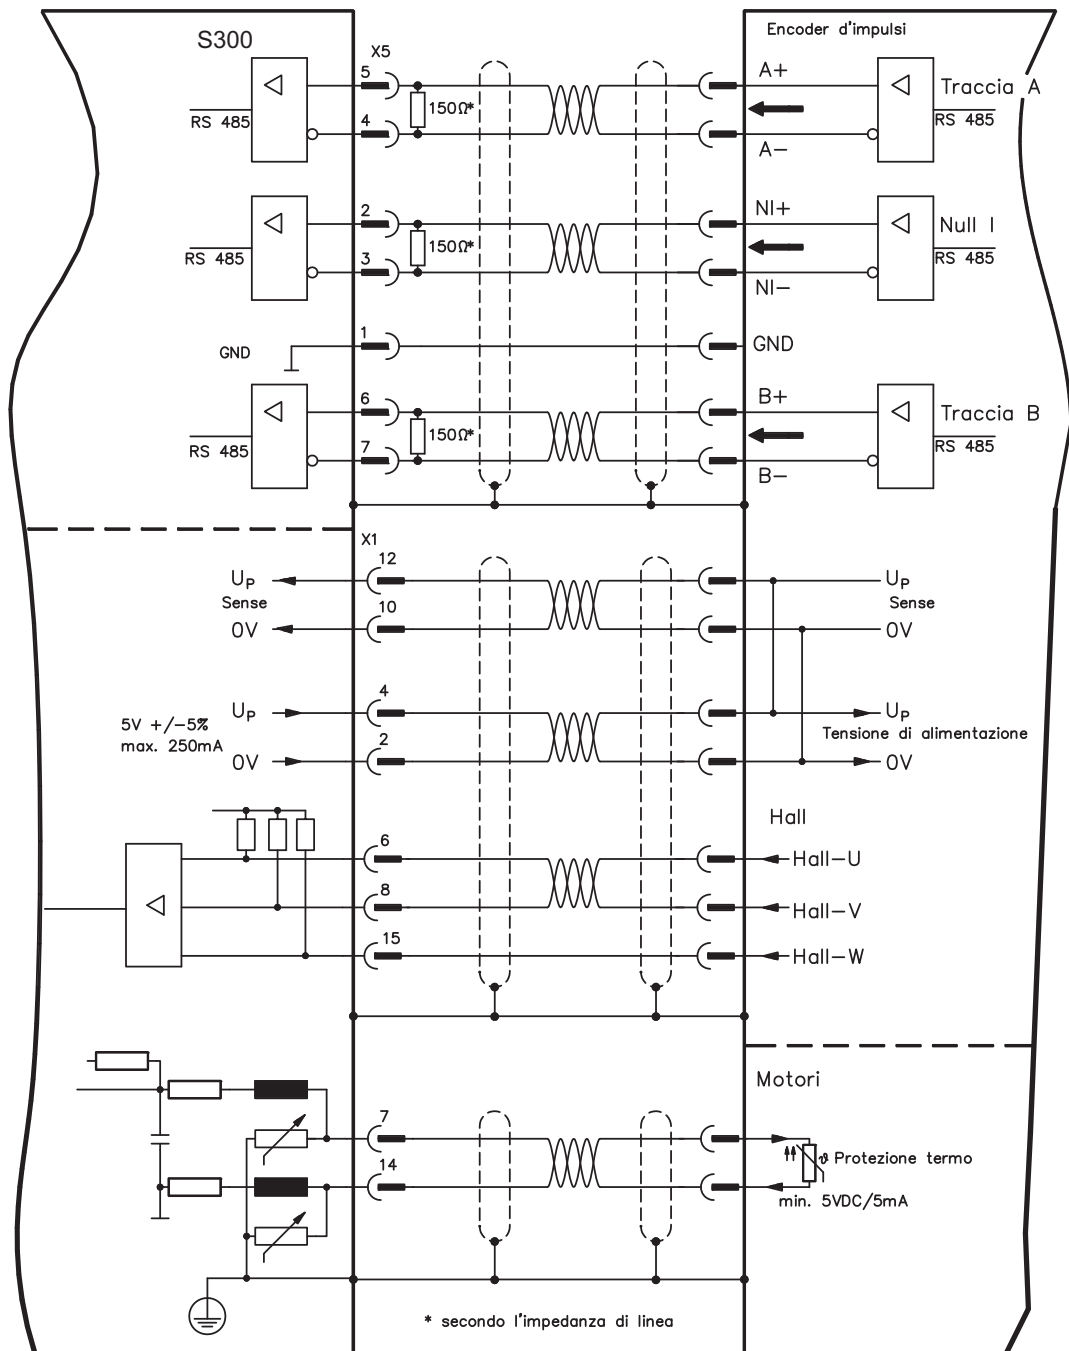 S300
X5
Encoder d'impulsi
5
A+
Traccia A
RS 485
150Ω*
RS 485
4
A-
2
NI+
Null I
RS 485
150Ω*
RS 485
3
NI-
1
GND
GND
6
B+
Traccia B
RS 485
150Ω*
RS 485
7
B-
X1
12
UP
UP
Sense
Sense
10
0V
0V
4
5V +/-5%
UP
UP
max. 250mA
Tensione di alimentazione
2
0V
0V
Hall
6
Hall-U
8
Hall-V
15
Hall-W
Motori
7
14
ϑ Protezione termo
min. 5VDC/5mA
* secondo l'impedanza di linea